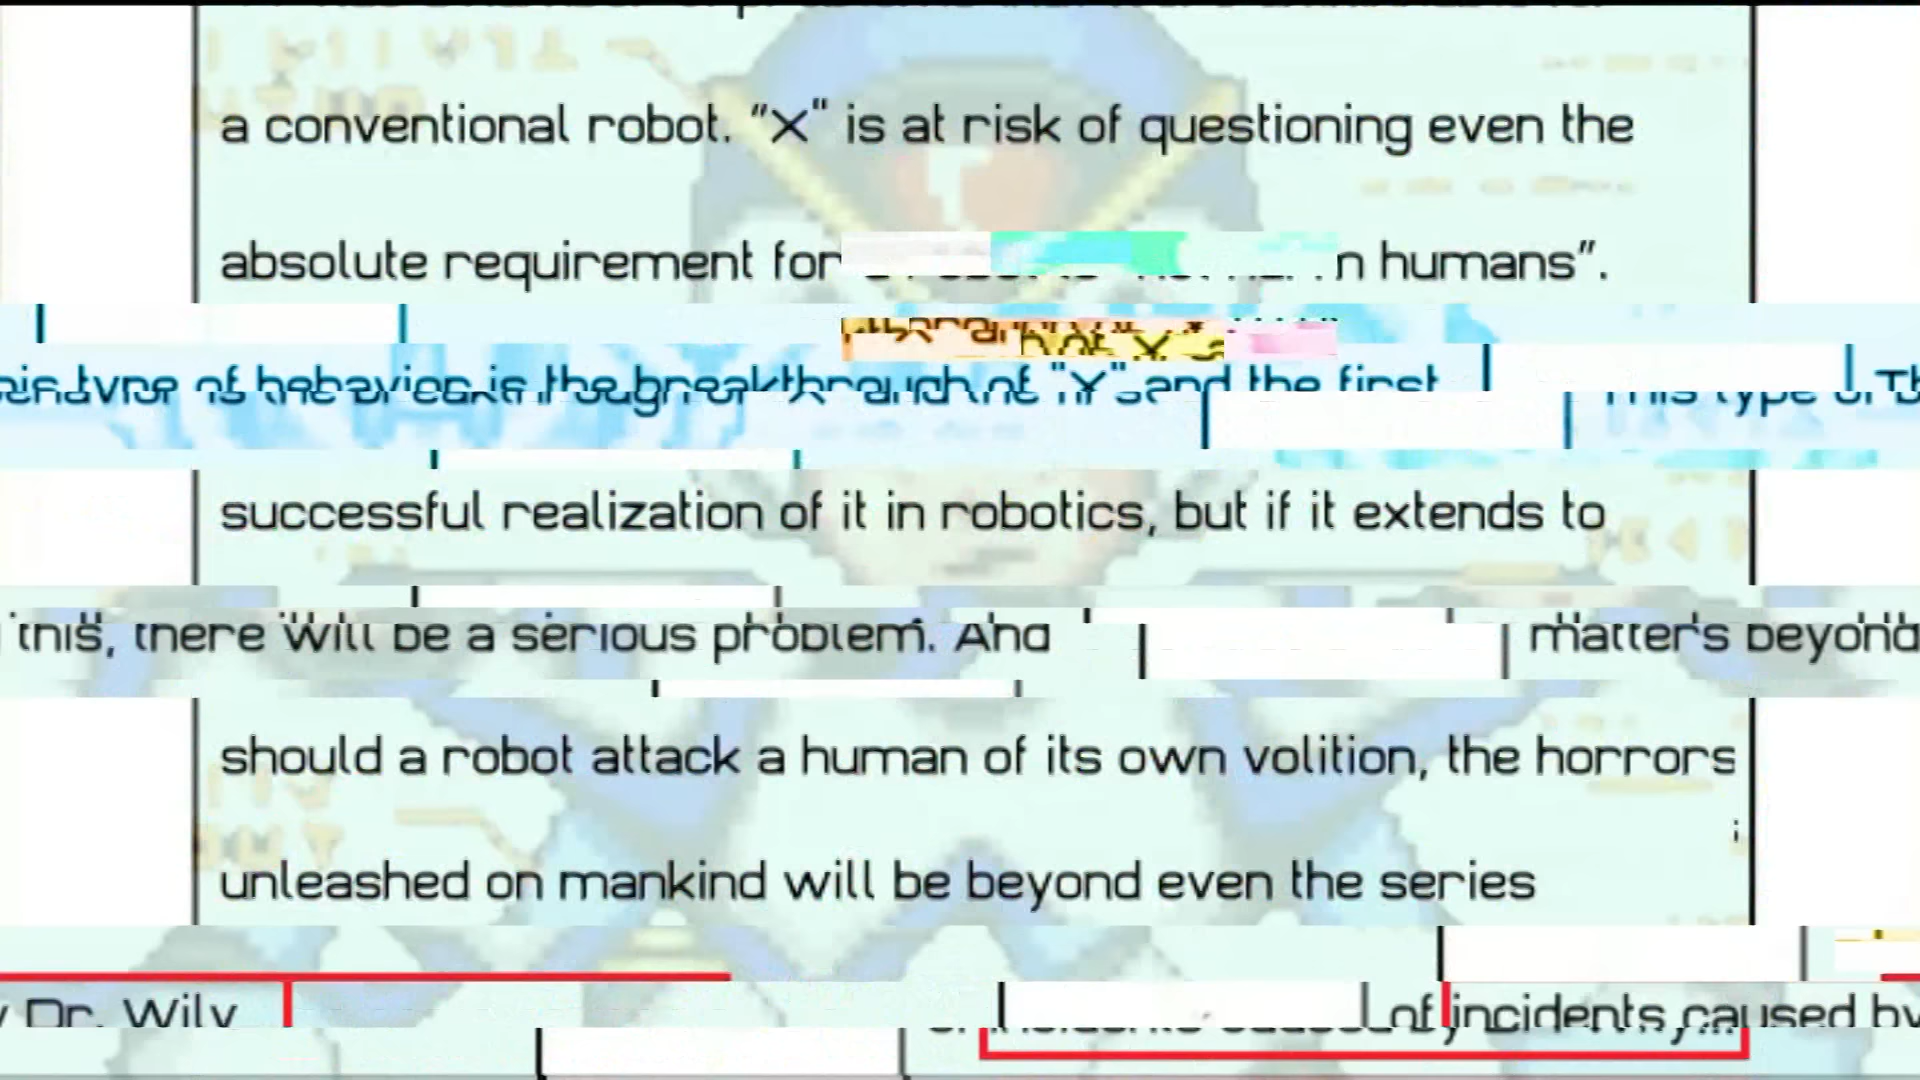 a conventional robot. "X" is at risk of questioning even the
absolute requirement for humans".
This type of behavior is the breakthrough of "X" and the first
successful realization of it in robotics, but if it extends to
matters beyond this, there will be a serious problem. And
should a robot attack a human of its own volition, the horrors
unleashed on mankind will be beyond even the series
of incidents caused by Dr. Wily